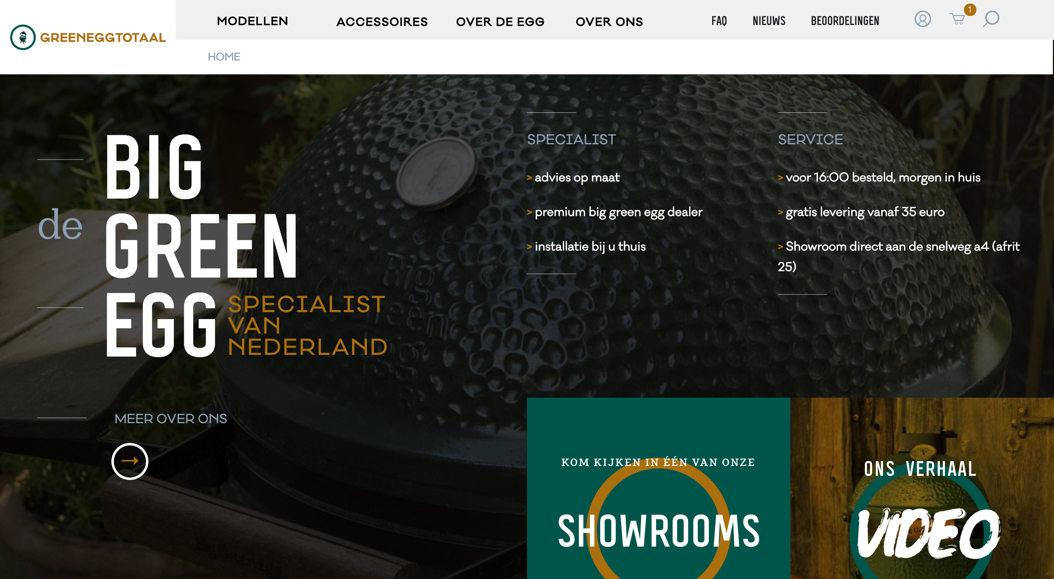 GREENEGGTOTAAL
MODELLEN
ACCESSOIRES
OVER DE EGG
OVER ONS
FAQ
NIEUWS
BEOORDELINGEN
1
HOME
de
BIG
GREEN
EGG
SPECIALIST
VAN
NEDERLAND
MEER OVER ONS
SPECIALIST
> advies op maat
> premium big green egg dealer
> installatie bij u thuis
SERVICE
> voor 16:00 besteld, morgen in huis
> gratis levering vanaf 35 euro
> Showroom direct aan de snelweg a4 (afrit
25)
KOM KIJKEN IN ÉÉN VAN ONZE
SHOWROOMS
ONS VERHAAL
VIDEO